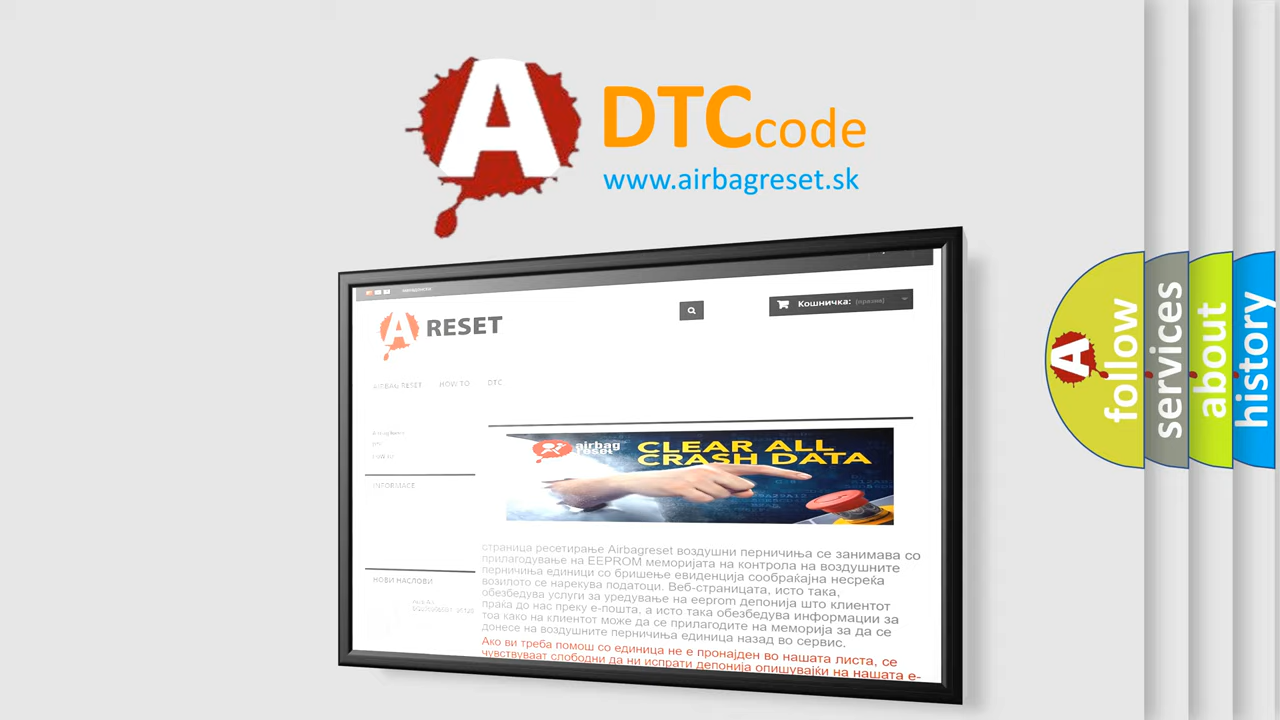 A
DTCcode
www.airbagreset.sk
A RESET
Кошничка: (празна)
AIRBAG RESET HOW TO DTC
INFORMACE
airbag
reset
CLEAR ALL
CRASH DATA
страница ресетирање Airbagreset воздушни перничиња се занимава со
прилагодување на EEPROM меморијата на контрола на воздушните
перничиња единици со бришење евиденција сообраќајна несреќа
возилото се нарекува податоци. Веб-страницата, исто така,
обезбедува услуги за уредување на eeprom депонија што клиентот
праќа до нас преку е-пошта, а исто така обезбедува информации за
тоа како на клиентот може да се прилагодите на меморија за да се
донесе на воздушните перничиња единица назад во сервис.
Ако ви треба помош со единица не е пронајден во нашата листа, се
чувствуваат слободни да ни испрати депонија опишувајќи на нашата е-
НОВИ НАСЛОВИ
A
follow
services
about
history